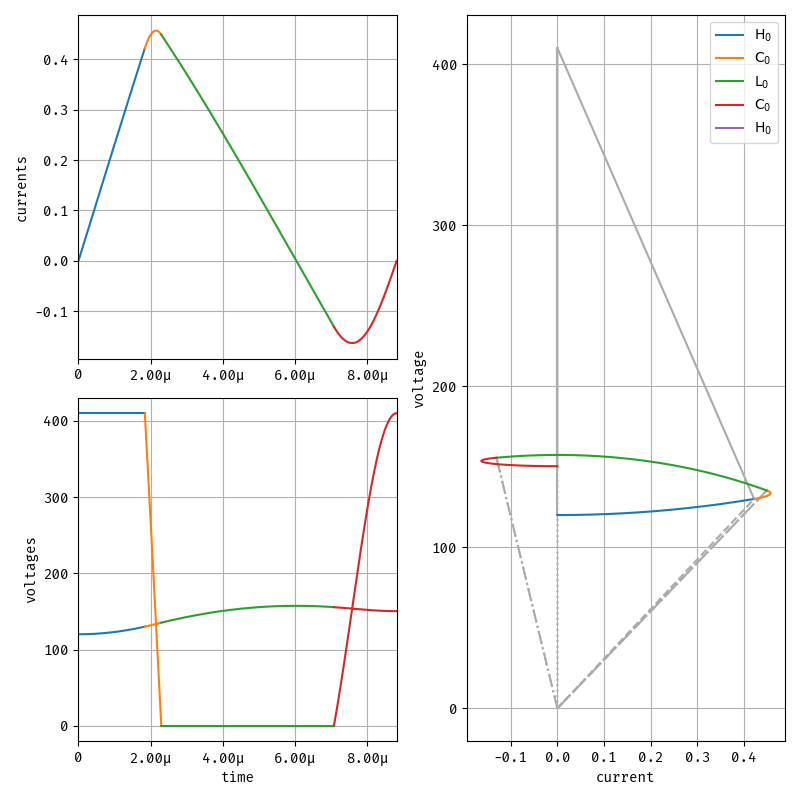 currents
0.4
0.3
0.2
0.1
0.0
-0.1
0
2.00μ
4.00μ
6.00μ
8.00μ
voltages
400
300
200
100
0
0
2.00μ
4.00μ
6.00μ
8.00μ
time
voltage
400
300
200
100
0
-0.1
0.0
0.1
0.2
0.3
0.4
current
H₀
C₀
L₀
C₀
H₀